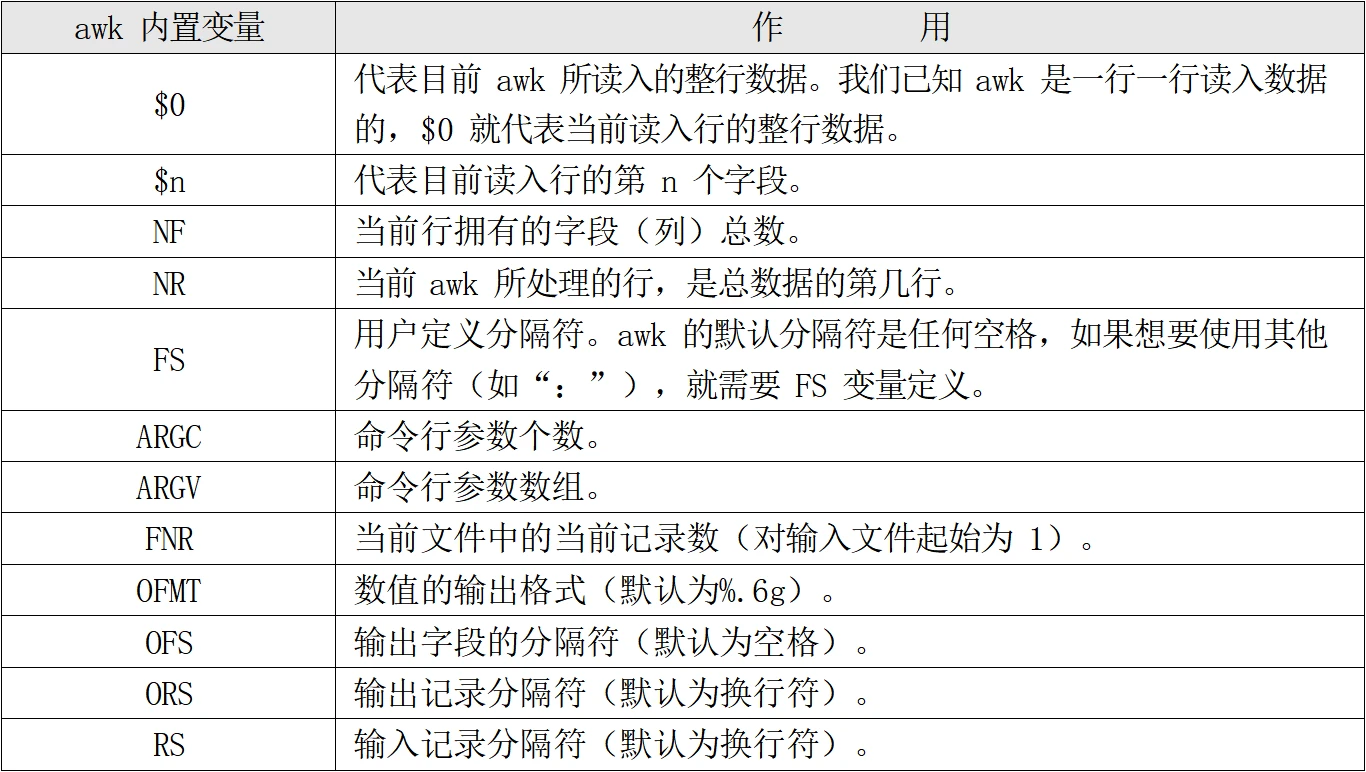 awk 内置变量 作 用
$0 代表目前 awk 所读入的整行数据。我们已知 awk 是一行一行读入数据
的，$0 就代表当前读入行的整行数据。
$n 代表目前读入行的第 n 个字段。
NF 当前行拥有的字段（列）总数。
NR 当前 awk 所处理的行，是总数据的第几行。
FS 用户定义分隔符。awk 的默认分隔符是任何空格，如果想要使用其他
分隔符（如“：”），就需要 FS 变量定义。
ARGC 命令行参数个数。
ARGV 命令行参数数组。
FNR 当前文件中的当前记录数（对输入文件起始为 1）。
OFMT 数值的输出格式（默认为%.6g）。
OFS 输出字段的分隔符（默认为空格）。
ORS 输出记录分隔符（默认为换行符）。
RS 输入记录分隔符（默认为换行符）。